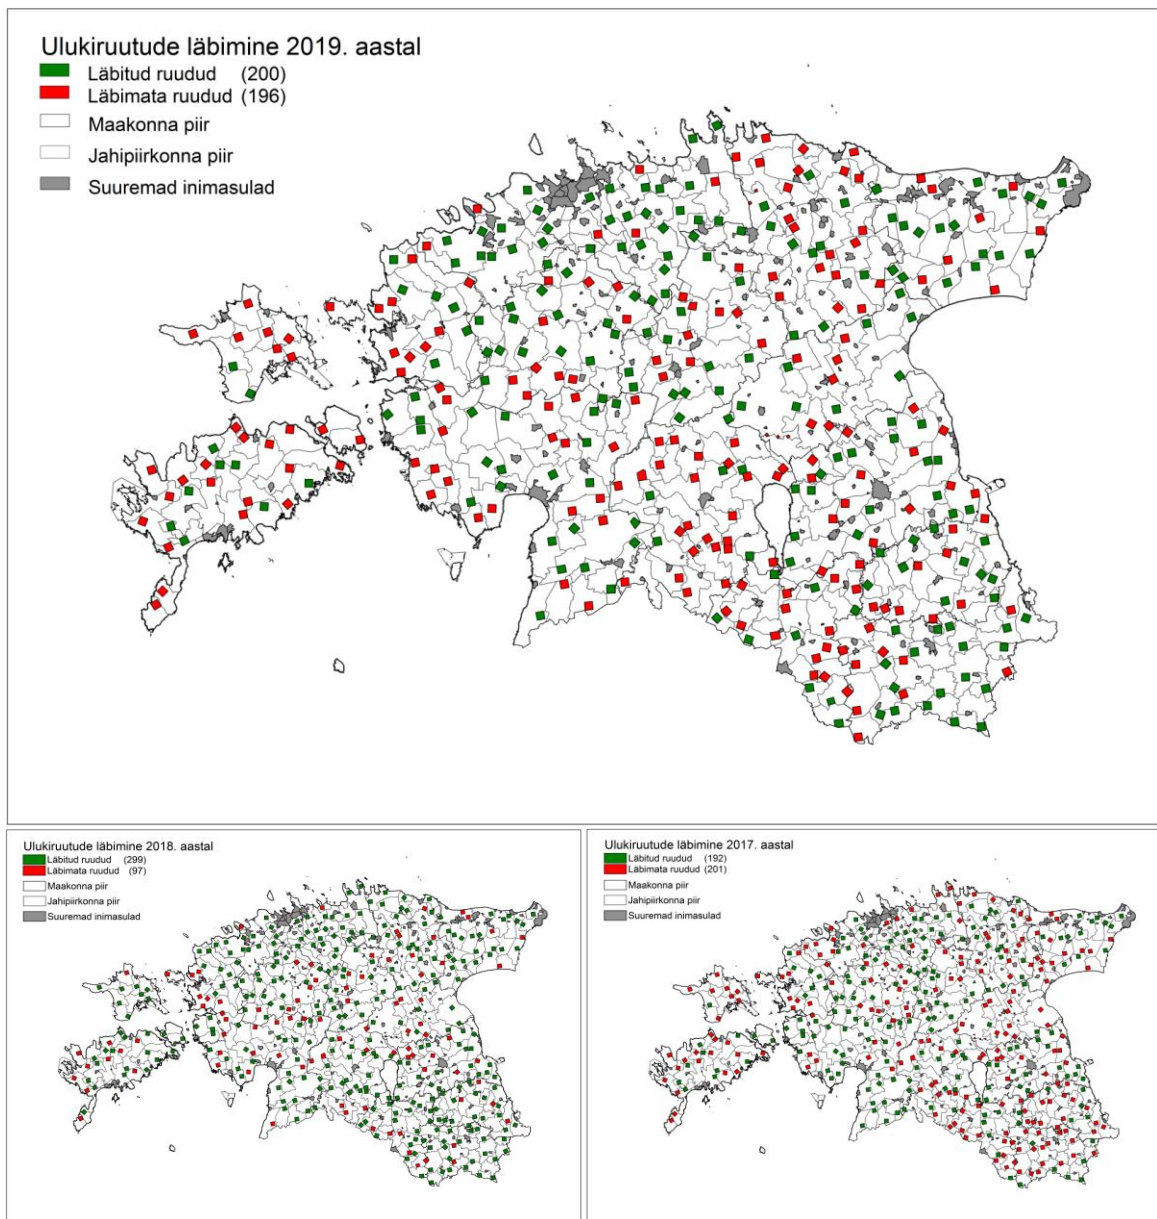 Ulukiruutude läbimine 2019. aastal
Läbitud ruudud (200)
Läbimata ruudud (196)
Maakonna piir
Jahipiirkonna piir
Suuremad inimasulad
Ulukiruutude läbimine 2018. aastal
Läbitud ruudud (299)
Läbimata ruudud (97)
Maakonna piir
Jahipiirkonna piir
Suuremad inimasulad
Ulukiruutude läbimine 2017. aastal
Läbitud ruudud (192)
Läbimata ruudud (201)
Maakonna piir
Jahipiirkonna piir
Suuremad inimasulad